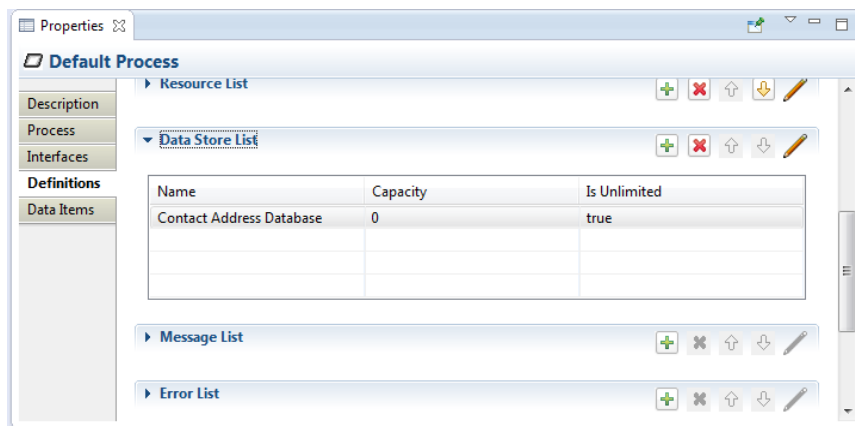 Properties
Default Process
Resource List
Description
Process
Data Store List
Interfaces
Definitions
Name Capacity Is Unlimited
Data Items
Contact Address Database 0 true
Message List
Error List